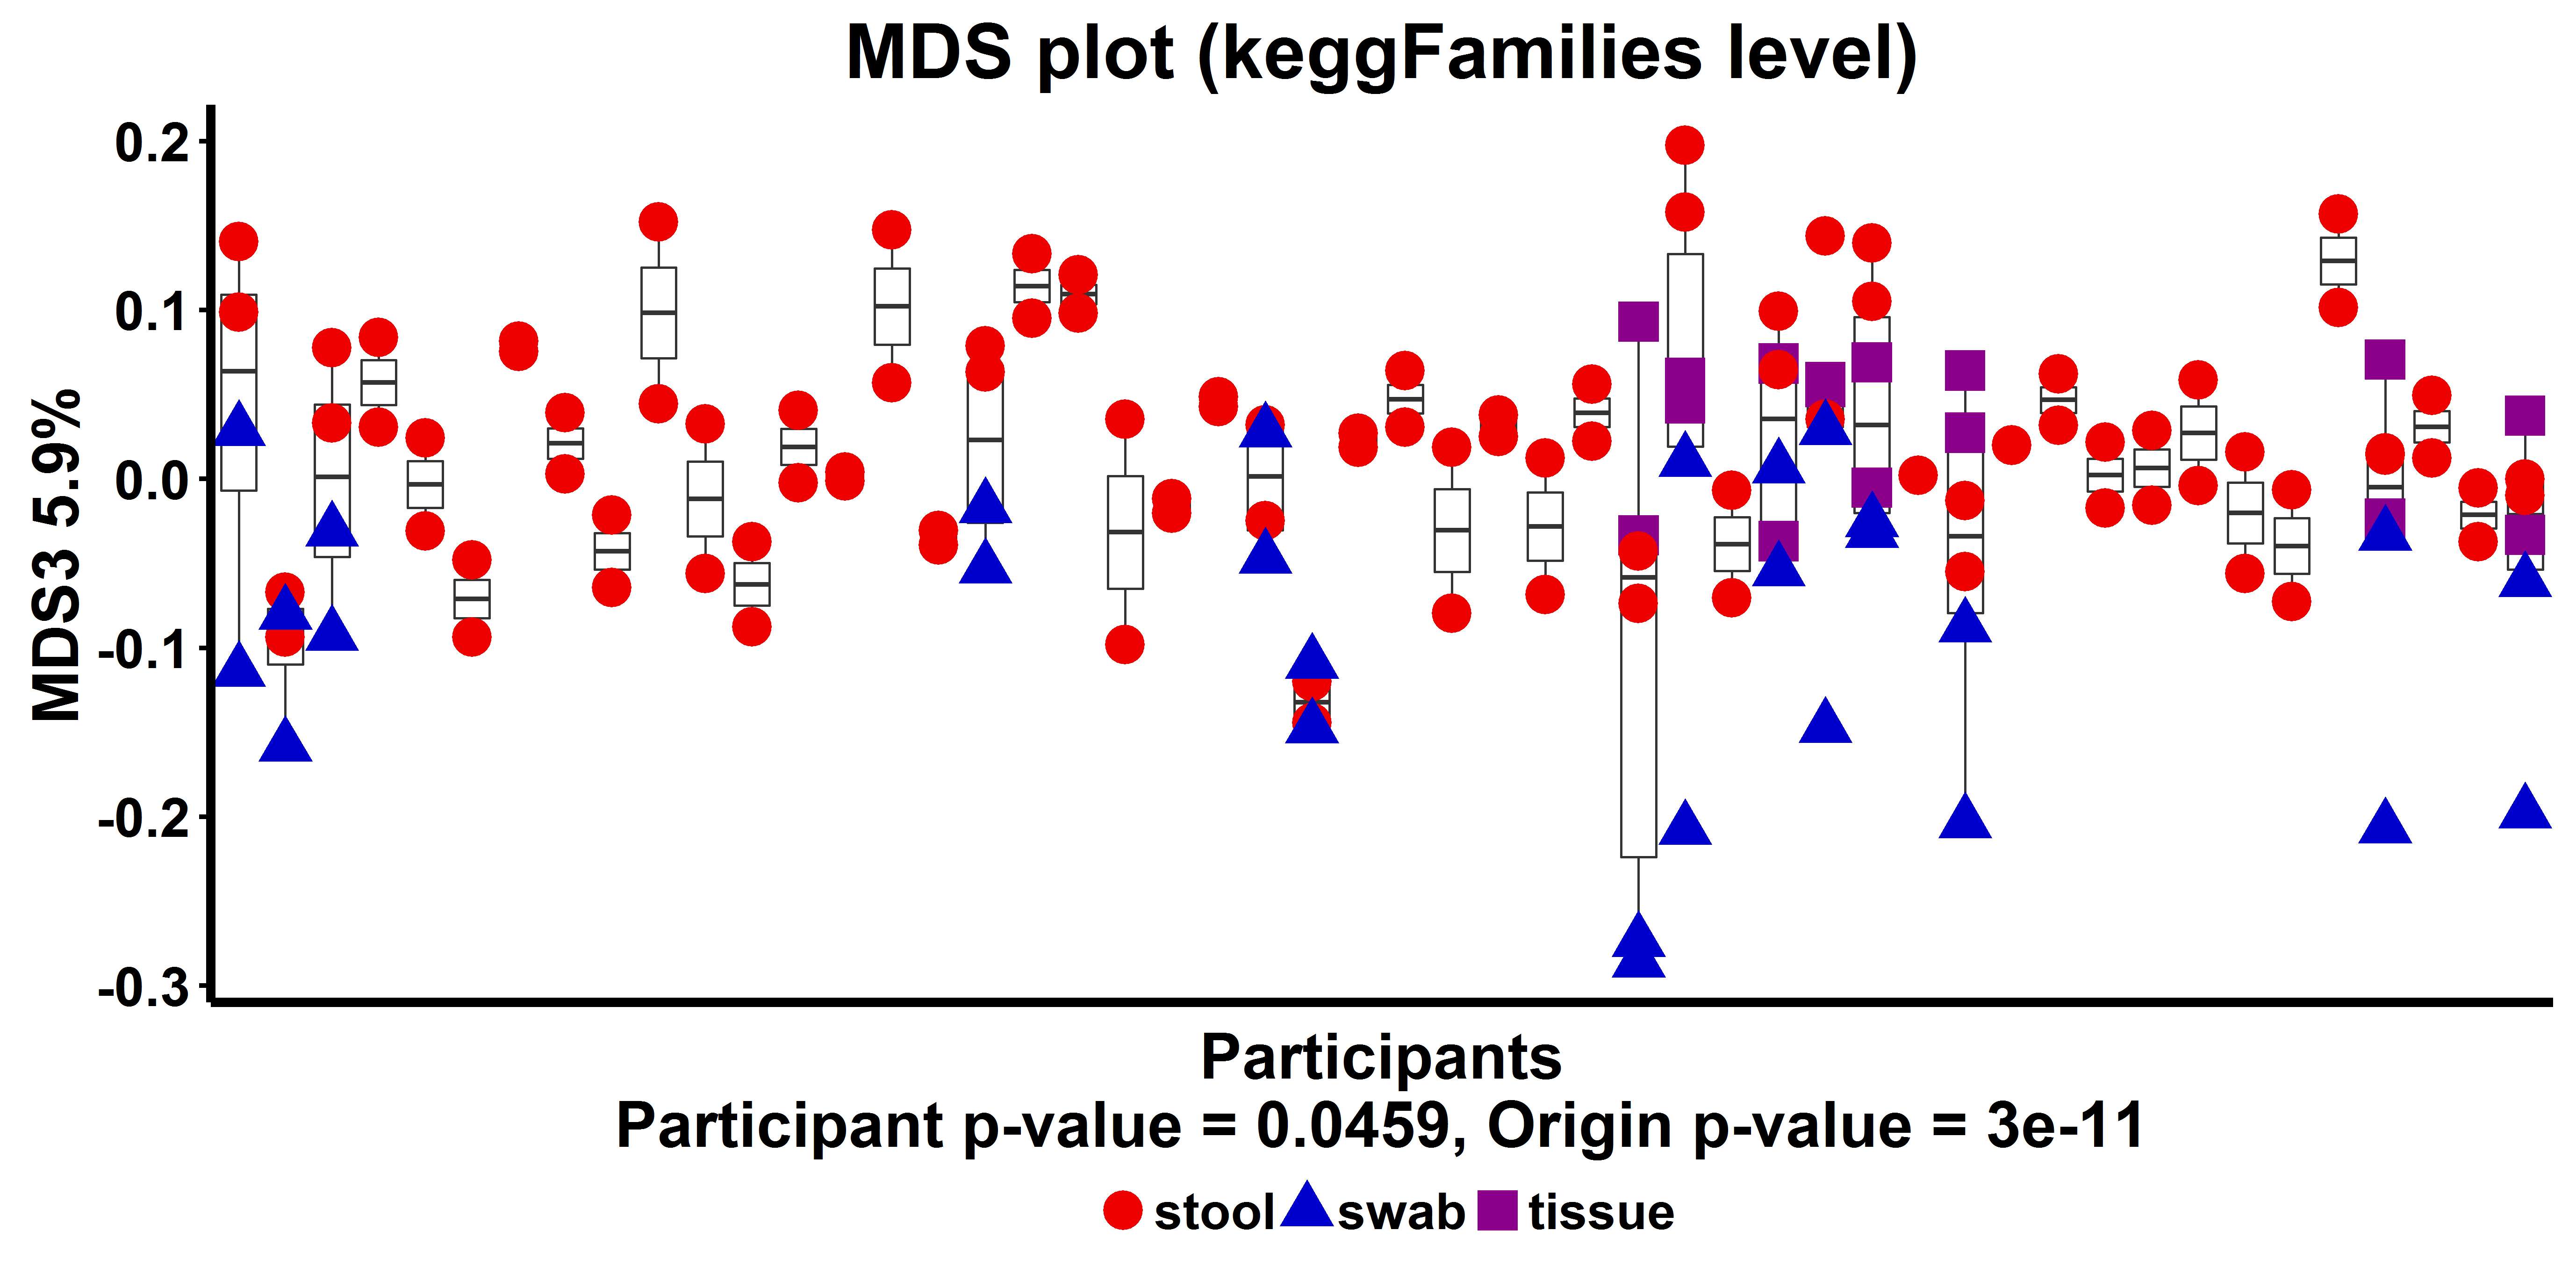 MDS plot (keggFamilies level)
MDS3 5.9%
0.2
0.1
0.0
-0.1
-0.2
-0.3
Participants
Participant p-value = 0.0459, Origin p-value = 3e-11
stool swab tissue